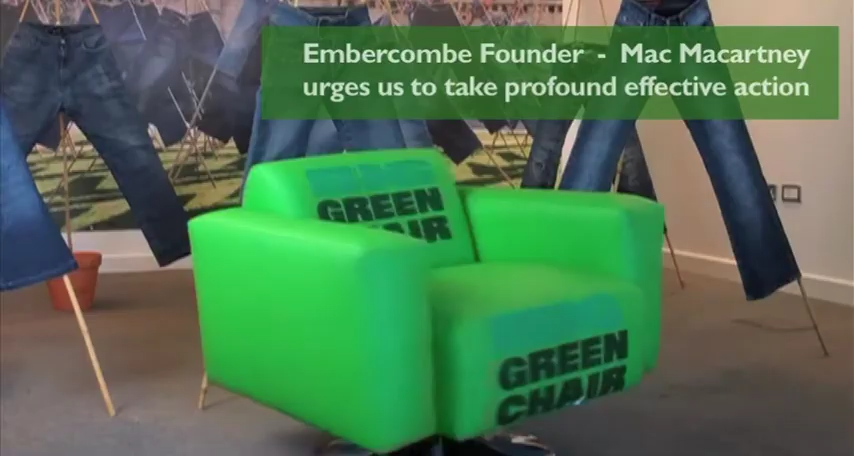 Embercombe Founder - Mac Macartney
urges us to take profound effective action
GREEN
CHAIR
GREEN
CHAIR